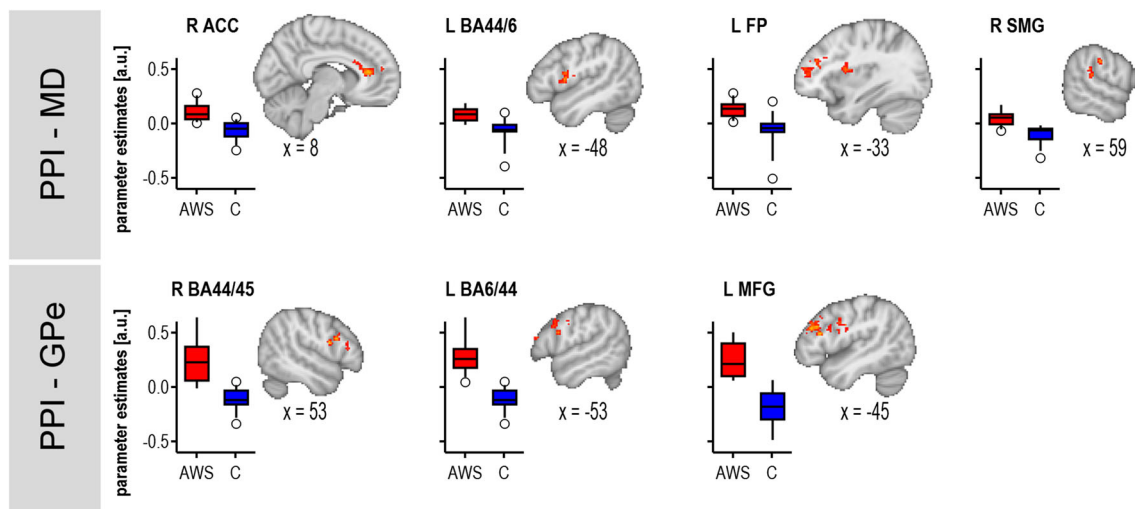 PPI - MD
R ACC
L BA44/6
L FP
R SMG
parameter estimates [a.u.]
0.5
0.0
-0.5
AWS C
x = 8
AWS C
x = -48
AWS C
x = -33
AWS C
x = 59
PPI - GPe
R BA44/45
L BA6/44
L MFG
parameter estimates [a.u.]
0.5
0.0
-0.5
AWS C
x = 53
AWS C
x = -53
AWS C
x = -45